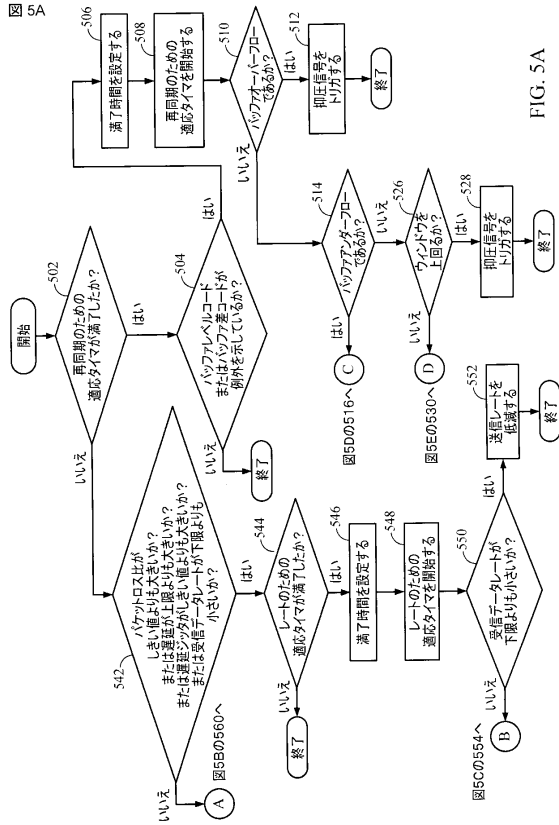 図 5A
開始
502
再同期のための
適応タイマが満了したか?
はい
いいえ
504
バッファレベルコード
またはバッファ差コードが
例外を示しているか?
はい
いいえ
終了
506
満了時間を設定する
508
再同期のための
適応タイマを開始する
510
バッファオーバーフロー
であるか?
はい
いいえ
512
抑圧信号を
トリガする
終了
514
バッファアンダーフロー
であるか?
はい
いいえ
C
図5Dの516へ
526
ウィンドウを
上回るか?
はい
いいえ
D
図5Eの530へ
528
抑圧信号を
トリガする
終了
542
パケットロス比が
しきい値よりも大きいか?
または遅延が上限よりも大きいか?
または遅延ジッタがしきい値よりも大きいか?
または受信データレートが下限よりも
小さいか?
いいえ
はい
A
図5Bの560へ
544
レートのための
適応タイマが満了したか?
いいえ
はい
終了
546
満了時間を設定する
548
レートのための
適応タイマを開始する
550
受信データレートが
下限よりも小さいか?
いいえ
はい
B
図5Cの554へ
552
送信レートを
低減する
終了
FIG. 5A